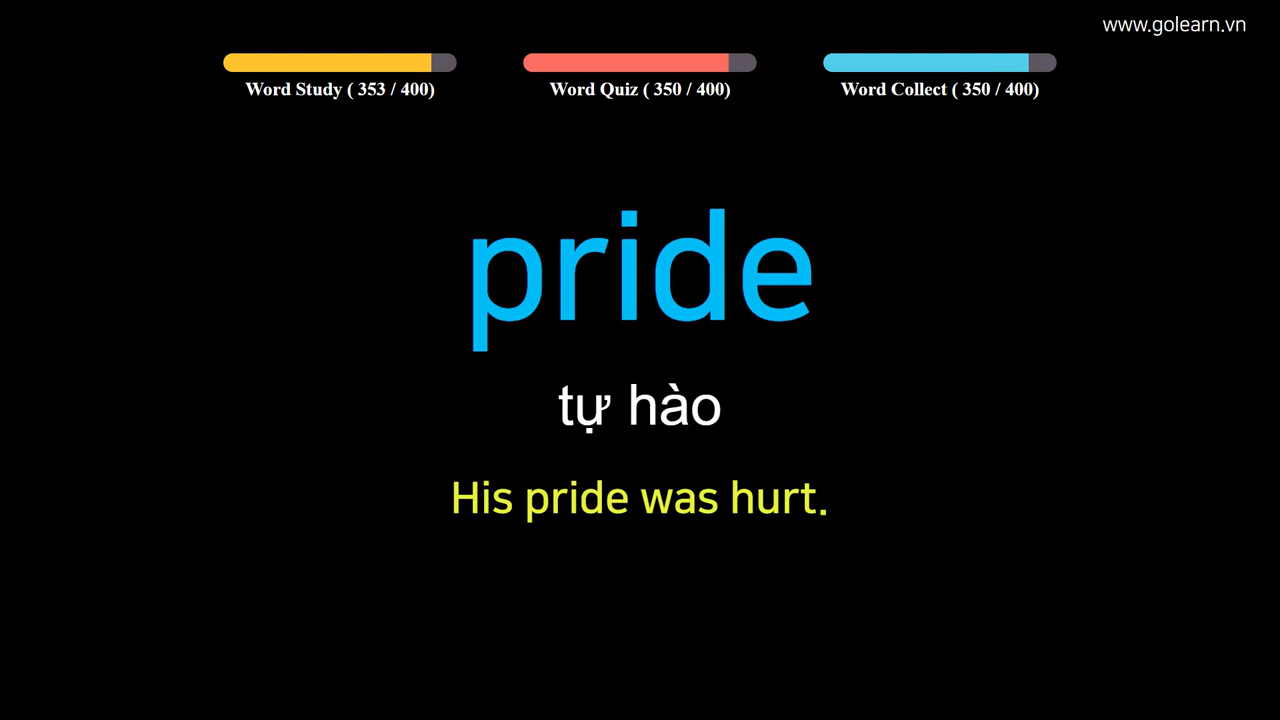 www.golearn.vn
Word Study ( 353 / 400)
Word Quiz ( 350 / 400)
Word Collect ( 350 / 400)
pride
tự hào
His pride was hurt.